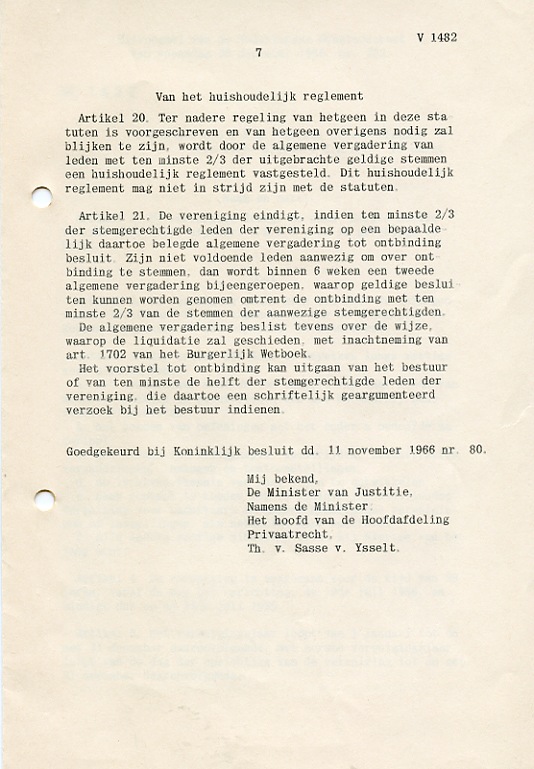 V 1482
7
Van het huishoudelijk reglement
Artikel 20. Ter nadere regeling van hetgeen in deze sta-
tuten is voorgeschreven en van hetgeen overigens nodig zal
blijken te zijn, wordt door de algemene vergadering van
leden met ten minste 2/3 der uitgebrachte geldige stemmen
een huishoudelijk reglement vastgesteld. Dit huishoudelijk
reglement mag niet in strijd zijn met de statuten.
Artikel 21. De vereniging eindigt, indien ten minste 2/3
der stemgerechtigde leden der vereniging op een bepaalde-
lijk daartoe belegde algemene vergadering tot ontbinding
besluit. Zijn niet voldoende leden aanwezig om over ont-
binding te stemmen, dan wordt binnen 6 weken een tweede
algemene vergadering bijeengeroepen, waarop geldige beslui-
ten kunnen worden genomen omtrent de ontbinding met ten
minste 2/3 van de stemmen der aanwezige stemgerechtigden.
De algemene vergadering beslist tevens over de wijze,
waarop de liquidatie zal geschieden, met inachtneming van
art. 1702 van het Burgerlijk Wetboek.
Het voorstel tot ontbinding kan uitgaan van het bestuur
of van ten minste de helft der stemgerechtigde leden der
vereniging, die daartoe een schriftelijk geargumenteerd
verzoek bij het bestuur indienen.
Goedgekeurd bij Koninklijk besluit dd. 11 november 1966 nr. 80.
Mij bekend,
De Minister van Justitie,
Namens de Minister.
Het hoofd van de Hoofdafdeling
Privaatrecht,
Th. v. Sasse v. Ysselt.